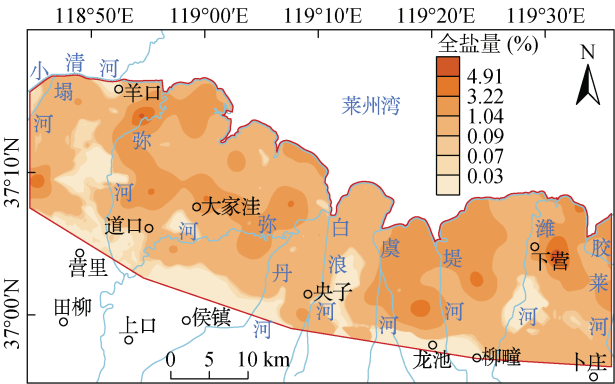 118°50′E 119°00′E 119°10′E 119°20′E 119°30′E
37°10′N
37°00′N
全盐量 (%)
4.91
3.22
1.04
0.09
0.07
0.03
N
莱州湾
小清河
塌河
弥河
弥河
丹河
白浪河
虞河
堤河
潍河
胶莱河
羊口
大家洼
道口
营里
田柳
上口
侯镇
央子
下营
龙池
柳疃
卜庄
0 5 10 km